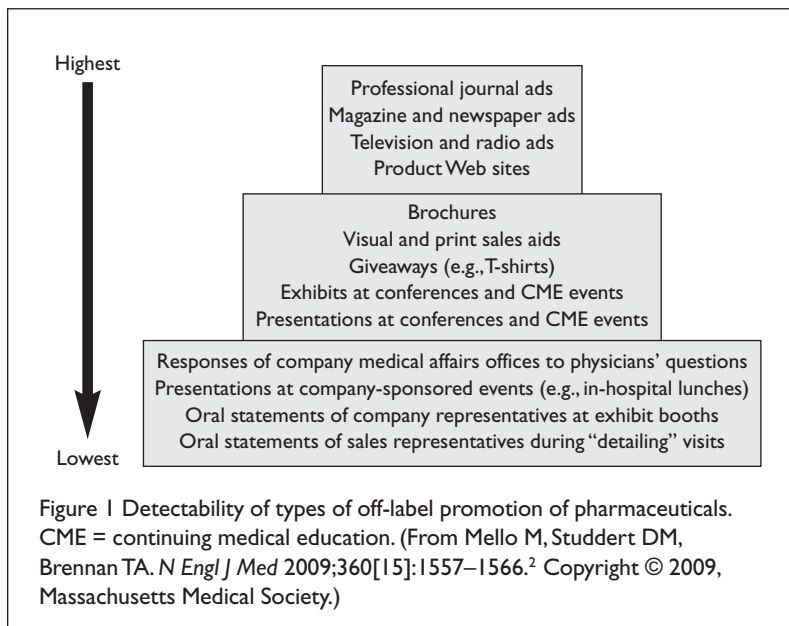 Highest
Professional journal ads
Magazine and newspaper ads
Television and radio ads
Product Web sites
Brochures
Visual and print sales aids
Giveaways (e.g., T-shirts)
Exhibits at conferences and CME events
Presentations at conferences and CME events
Responses of company medical affairs offices to physicians’ questions
Presentations at company-sponsored events (e.g., in-hospital lunches)
Oral statements of company representatives at exhibit booths
Oral statements of sales representatives during “detailing” visits
Lowest
Figure 1 Detectability of types of off-label promotion of pharmaceuticals.
CME = continuing medical education. (From Mello M, Studdert DM,
Brennan TA. N Engl J Med 2009;360[15]:1557–1566.² Copyright © 2009,
Massachusetts Medical Society.)